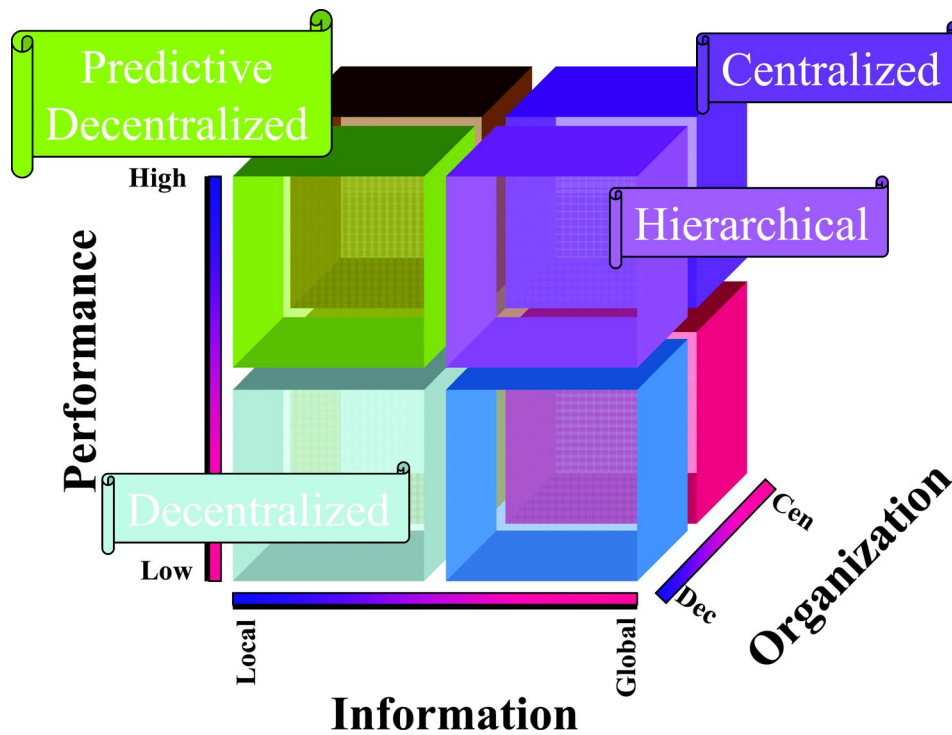 Predictive
Decentralized
Centralized
High
Hierarchical
Performance
Decentralized
Low
Cen
Dec
Organization
Local
Global
Information